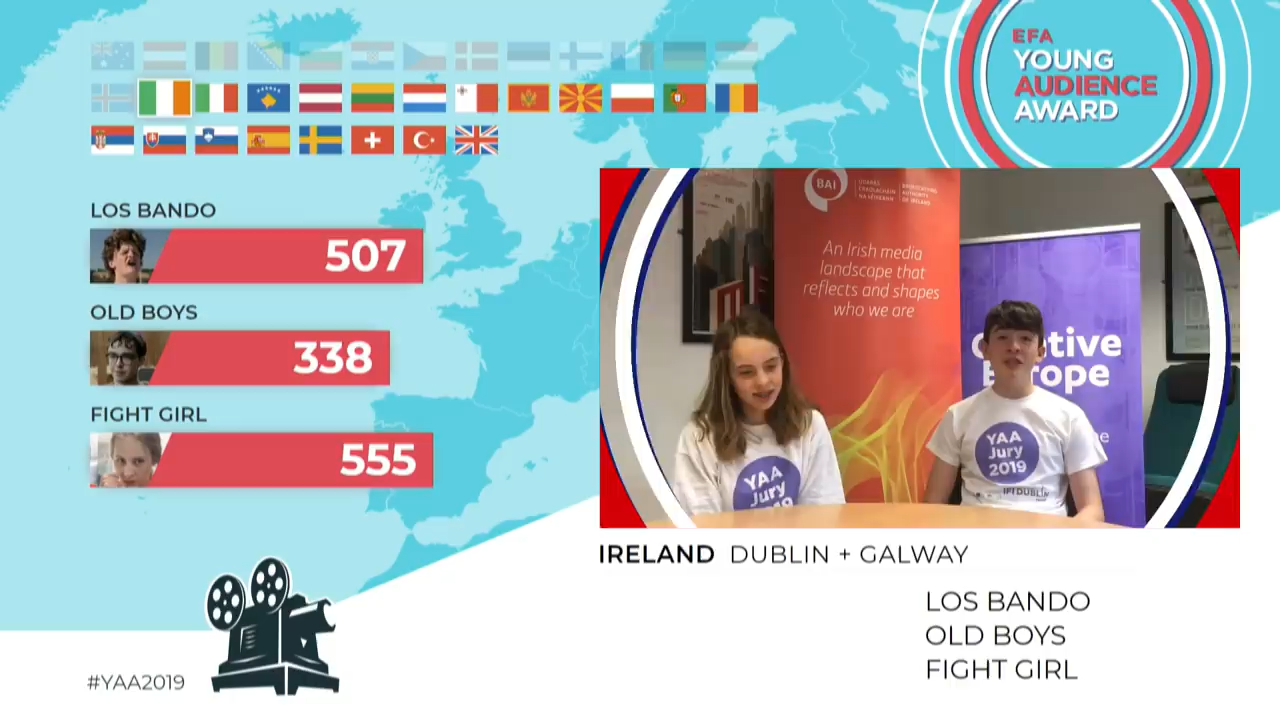 EFA
YOUNG
AUDIENCE
AWARD
LOS BANDO
507
OLD BOYS
338
FIGHT GIRL
555
BAI
An Irish media
landscape that
reflects and shapes
who we are
Europe
YAA
Jury
2019
YAA
Jury
2019
IFI DUBLIN
IRELAND DUBLIN + GALWAY
LOS BANDO
OLD BOYS
FIGHT GIRL
#YAA2019